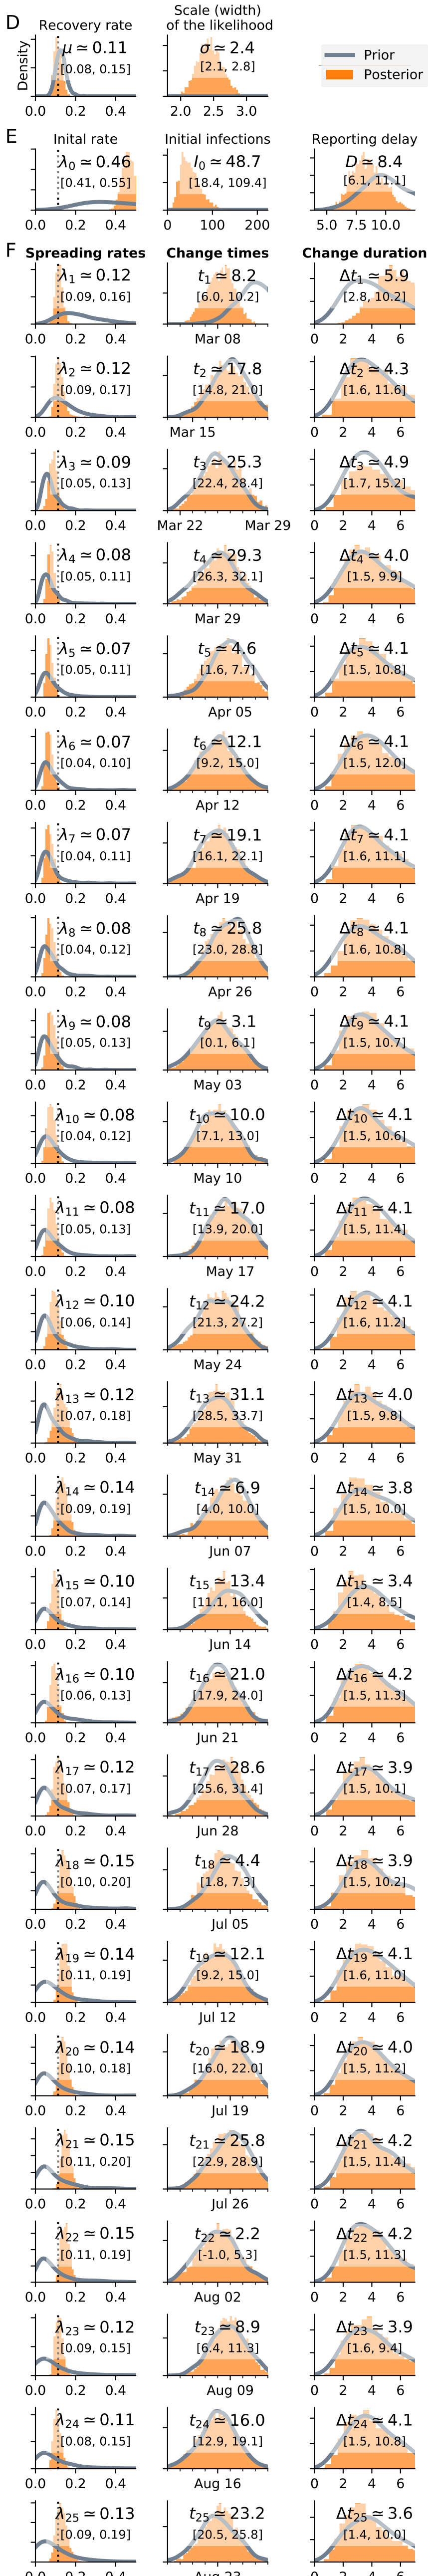 D
Recovery rate
Scale (width)
of the likelihood
Density
μ ≃ 0.11
[0.08, 0.15]
σ ≃ 2.4
[2.1, 2.8]
Prior
Posterior
0.0 0.2 0.4
2.0 2.5 3.0
E
Inital rate
Initial infections
Reporting delay
λ0 ≃ 0.46
[0.41, 0.55]
I0 ≃ 48.7
[18.4, 109.4]
D ≃ 8.4
[6.1, 11.1]
0.0 0.2 0.4
0 100 200
5.0 7.5 10.0
F
Spreading rates
Change times
Change duration
λ1 ≃ 0.12
[0.09, 0.16]
t1 ≃ 8.2
[6.0, 10.2]
Δt1 ≃ 5.9
[2.8, 10.2]
0.0 0.2 0.4
Mar 08
0 2 4 6
λ2 ≃ 0.12
[0.09, 0.17]
t2 ≃ 17.8
[14.8, 21.0]
Δt2 ≃ 4.3
[1.6, 11.6]
0.0 0.2 0.4
Mar 15
0 2 4 6
λ3 ≃ 0.09
[0.05, 0.13]
t3 ≃ 25.3
[22.4, 28.4]
Δt3 ≃ 4.9
[1.7, 15.2]
0.0 0.2 0.4
Mar 22 Mar 29
0 2 4 6
λ4 ≃ 0.08
[0.05, 0.11]
t4 ≃ 29.3
[26.3, 32.1]
Δt4 ≃ 4.0
[1.5, 9.9]
0.0 0.2 0.4
Mar 29
0 2 4 6
λ5 ≃ 0.07
[0.05, 0.11]
t5 ≃ 4.6
[1.6, 7.7]
Δt5 ≃ 4.1
[1.5, 10.8]
0.0 0.2 0.4
Apr 05
0 2 4 6
λ6 ≃ 0.07
[0.04, 0.10]
t6 ≃ 12.1
[9.2, 15.0]
Δt6 ≃ 4.1
[1.5, 12.0]
0.0 0.2 0.4
Apr 12
0 2 4 6
λ7 ≃ 0.07
[0.04, 0.11]
t7 ≃ 19.1
[16.1, 22.1]
Δt7 ≃ 4.1
[1.6, 11.1]
0.0 0.2 0.4
Apr 19
0 2 4 6
λ8 ≃ 0.08
[0.04, 0.12]
t8 ≃ 25.8
[23.0, 28.8]
Δt8 ≃ 4.1
[1.6, 10.8]
0.0 0.2 0.4
Apr 26
0 2 4 6
λ9 ≃ 0.08
[0.05, 0.13]
t9 ≃ 3.1
[0.1, 6.1]
Δt9 ≃ 4.1
[1.5, 10.7]
0.0 0.2 0.4
May 03
0 2 4 6
λ10 ≃ 0.08
[0.04, 0.12]
t10 ≃ 10.0
[7.1, 13.0]
Δt10 ≃ 4.1
[1.5, 10.6]
0.0 0.2 0.4
May 10
0 2 4 6
λ11 ≃ 0.08
[0.05, 0.13]
t11 ≃ 17.0
[13.9, 20.0]
Δt11 ≃ 4.1
[1.5, 11.4]
0.0 0.2 0.4
May 17
0 2 4 6
λ12 ≃ 0.10
[0.06, 0.14]
t12 ≃ 24.2
[21.3, 27.2]
Δt12 ≃ 4.1
[1.6, 11.2]
0.0 0.2 0.4
May 24
0 2 4 6
λ13 ≃ 0.12
[0.07, 0.18]
t13 ≃ 31.1
[28.5, 33.7]
Δt13 ≃ 4.0
[1.5, 9.8]
0.0 0.2 0.4
May 31
0 2 4 6
λ14 ≃ 0.14
[0.09, 0.19]
t14 ≃ 6.9
[4.0, 10.0]
Δt14 ≃ 3.8
[1.5, 10.0]
0.0 0.2 0.4
Jun 07
0 2 4 6
λ15 ≃ 0.10
[0.07, 0.14]
t15 ≃ 13.4
[11.1, 16.0]
Δt15 ≃ 3.4
[1.4, 8.5]
0.0 0.2 0.4
Jun 14
0 2 4 6
λ16 ≃ 0.10
[0.06, 0.13]
t16 ≃ 21.0
[17.9, 24.0]
Δt16 ≃ 4.2
[1.5, 11.3]
0.0 0.2 0.4
Jun 21
0 2 4 6
λ17 ≃ 0.12
[0.07, 0.17]
t17 ≃ 28.6
[25.6, 31.4]
Δt17 ≃ 3.9
[1.5, 10.1]
0.0 0.2 0.4
Jun 28
0 2 4 6
λ18 ≃ 0.15
[0.10, 0.20]
t18 ≃ 4.4
[1.8, 7.3]
Δt18 ≃ 3.9
[1.5, 10.2]
0.0 0.2 0.4
Jul 05
0 2 4 6
λ19 ≃ 0.14
[0.11, 0.19]
t19 ≃ 12.1
[9.2, 15.0]
Δt19 ≃ 4.1
[1.6, 11.0]
0.0 0.2 0.4
Jul 12
0 2 4 6
λ20 ≃ 0.14
[0.10, 0.18]
t20 ≃ 18.9
[16.0, 22.0]
Δt20 ≃ 4.0
[1.5, 11.2]
0.0 0.2 0.4
Jul 19
0 2 4 6
λ21 ≃ 0.15
[0.11, 0.20]
t21 ≃ 25.8
[22.9, 28.9]
Δt21 ≃ 4.2
[1.5, 11.4]
0.0 0.2 0.4
Jul 26
0 2 4 6
λ22 ≃ 0.15
[0.11, 0.19]
t22 ≃ 2.2
[-1.0, 5.3]
Δt22 ≃ 4.2
[1.5, 11.3]
0.0 0.2 0.4
Aug 02
0 2 4 6
λ23 ≃ 0.12
[0.09, 0.15]
t23 ≃ 8.9
[6.4, 11.3]
Δt23 ≃ 3.9
[1.6, 9.4]
0.0 0.2 0.4
Aug 09
0 2 4 6
λ24 ≃ 0.11
[0.08, 0.15]
t24 ≃ 16.0
[12.9, 19.1]
Δt24 ≃ 4.1
[1.5, 10.8]
0.0 0.2 0.4
Aug 16
0 2 4 6
λ25 ≃ 0.13
[0.09, 0.19]
t25 ≃ 23.2
[20.5, 25.8]
Δt25 ≃ 3.6
[1.4, 10.0]